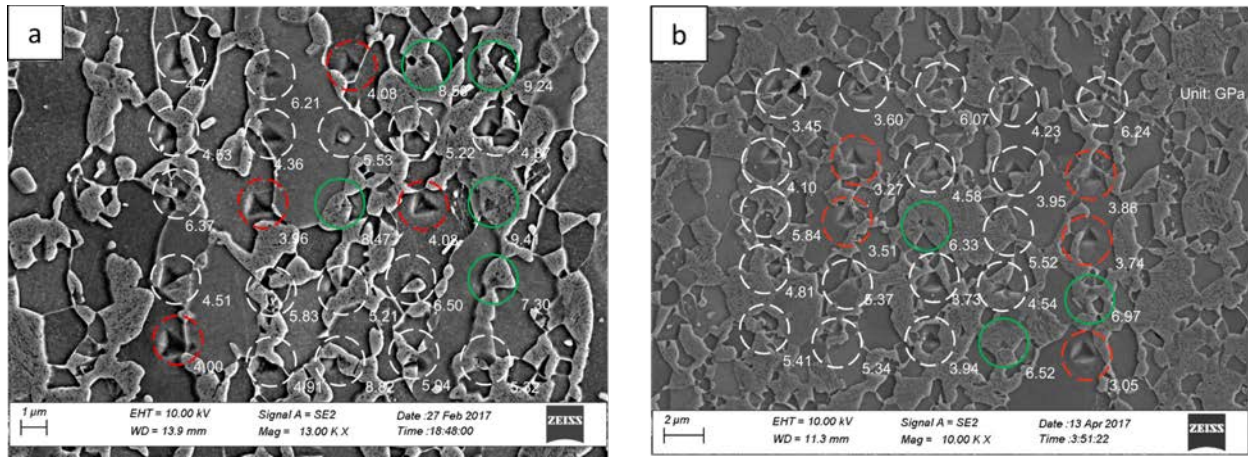 a
4.71 6.21 4.08 9.24
4.53 4.36 5.53 5.22 4.87
6.37 3.96 8.47 4.08 9.41
4.51 5.83 5.21 6.50 7.30
4.00 4.91 8.82 5.32
1 µm EHT = 10.00 kV Signal A = SE2 Date :27 Feb 2017 ZEISS
WD = 13.9 mm Mag = 13.00 K X Time :18:48:00
b
Unit: GPa
3.45 3.60 6.07 4.23 6.24
4.10 3.27 4.58 3.95 3.86
5.84 3.51 6.33 5.52 3.74
4.81 5.37 3.73 4.54 6.97
5.41 5.34 3.94 6.52 3.05
2 µm EHT = 10.00 kV Signal A = SE2 Date :13 Apr 2017 ZEISS
WD = 11.3 mm Mag = 10.00 K X Time :3:51:22